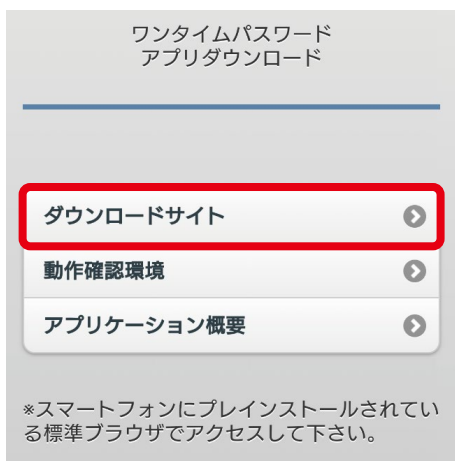 ワンタイムパスワード
アプリダウンロード
ダウンロードサイト
動作確認環境
アプリケーション概要
※スマートフォンにプレインストールされてい
る標準ブラウザでアクセスして下さい。